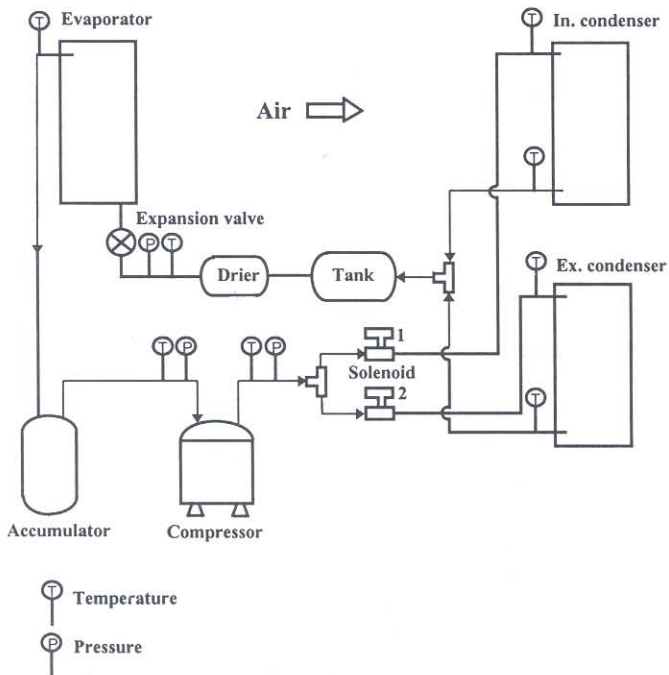 T Evaporator
T In. condenser
Air
T
Expansion valve
P T
Drier
Tank
T Ex. condenser
T P
T P
1
Solenoid
2
T
Accumulator
Compressor
T Temperature
P Pressure